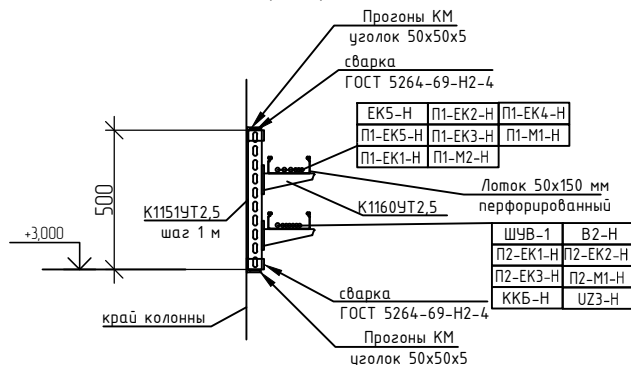 Прогоны КМ
уголок 50х50х5
сварка
ГОСТ 5264-69-Н2-4
ЕК5-Н П1-ЕК2-Н П1-ЕК4-Н
П1-ЕК5-Н П1-ЕК3-Н П1-М1-Н
П1-ЕК1-Н П1-М2-Н
500
К1151УТ2,5
шаг 1 м
К1160УТ2,5
Лоток 50х150 мм
перфорированный
+3,000
ШУВ-1 В2-Н
П2-ЕК1-Н П2-ЕК2-Н
П2-ЕК3-Н П2-М1-Н
ККБ-Н UZ3-Н
край колонны
сварка
ГОСТ 5264-69-Н2-4
Прогоны КМ
уголок 50х50х5